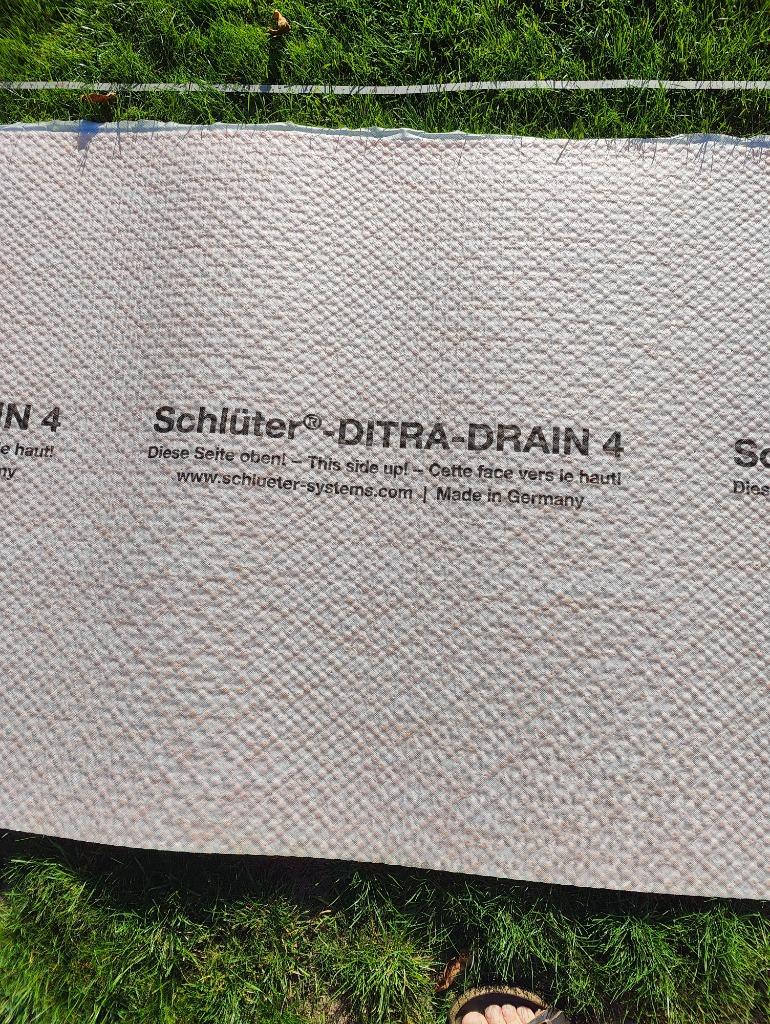 IN 4
e haut!
ny
Schlüter®-DITRA-DRAIN 4
Diese Seite oben! – This side up! – Cette face vers le haut!
www.schlueter-systems.com | Made in Germany
Sc
Dies